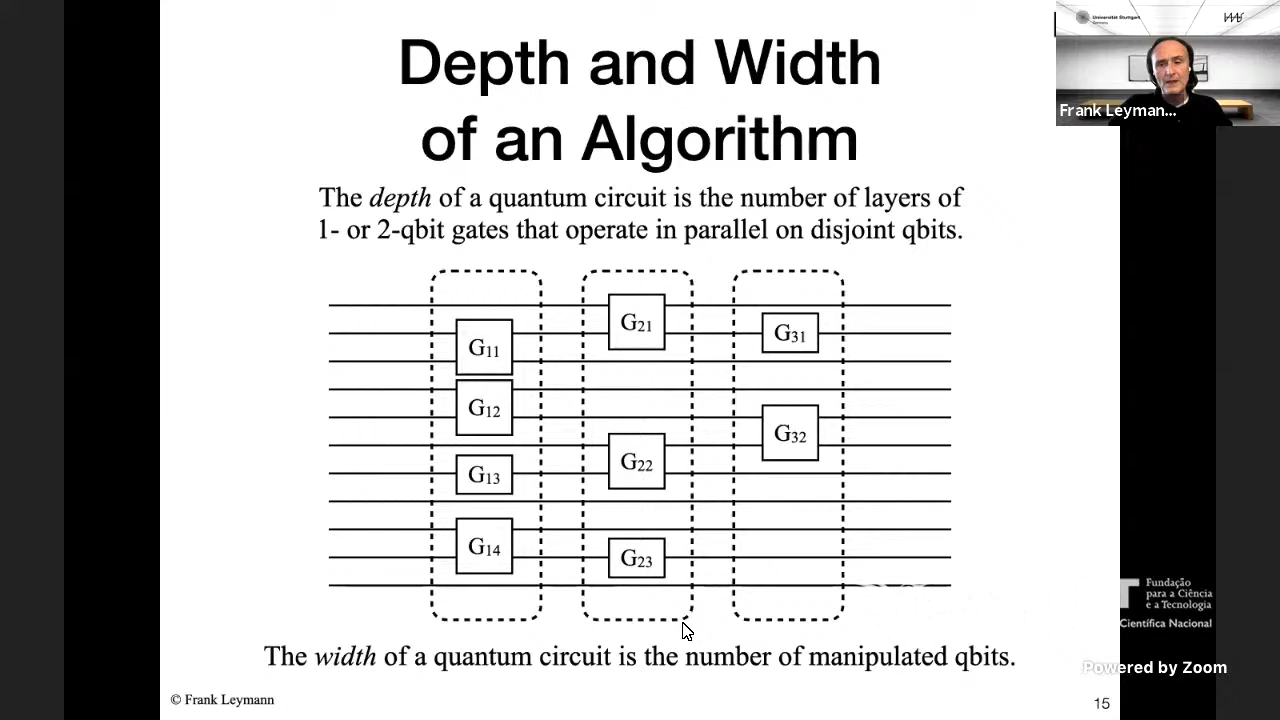 Depth and Width
of an Algorithm
The depth of a quantum circuit is the number of layers of
1- or 2-qbit gates that operate in parallel on disjoint qbits.
G11
G12
G13
G14
G21
G22
G23
G31
G32
The width of a quantum circuit is the number of manipulated qbits.
© Frank Leymann
15
Universität Stuttgart
Frank Leyman...
Fundação
para a Ciência
e a Tecnologia
Científica Nacional
Powered by Zoom